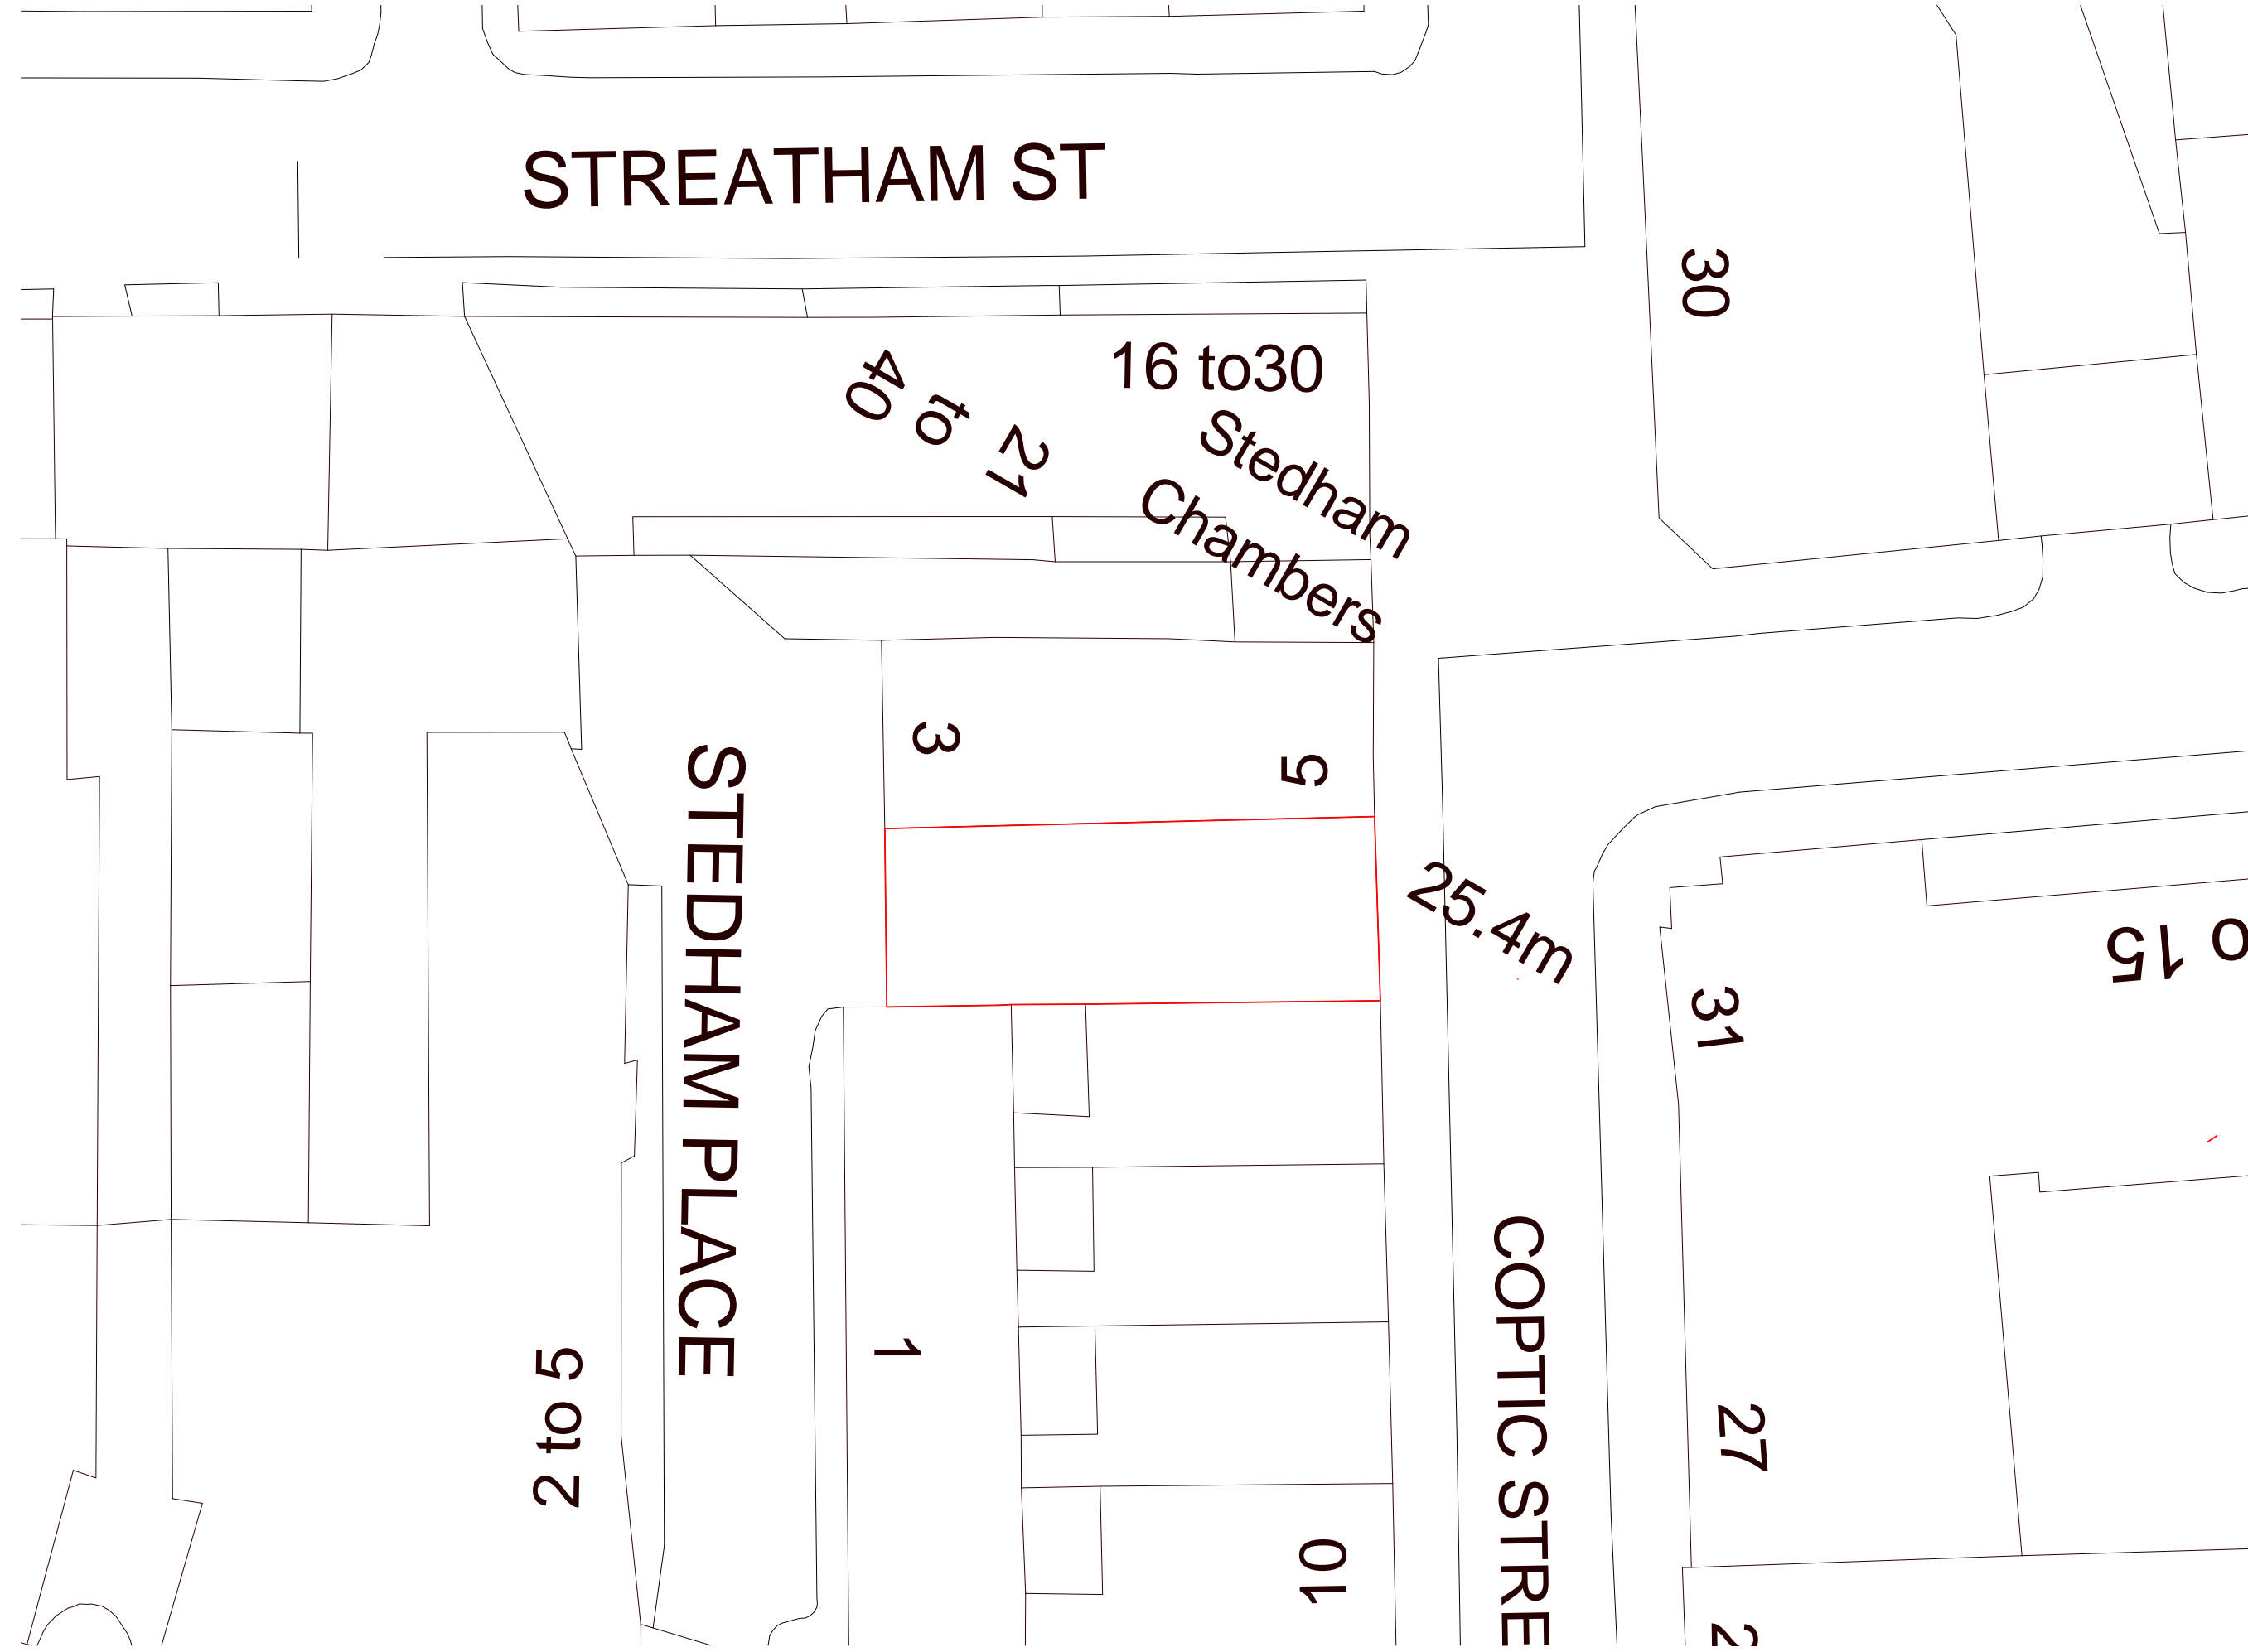 STREATHAM ST
30
16 to30
21 to 40
Stedham
Chambers
3
5
STEDHAM PLACE
25.4m
o 15
31
1
2 to 5
COPTIC STRE
27
10
2